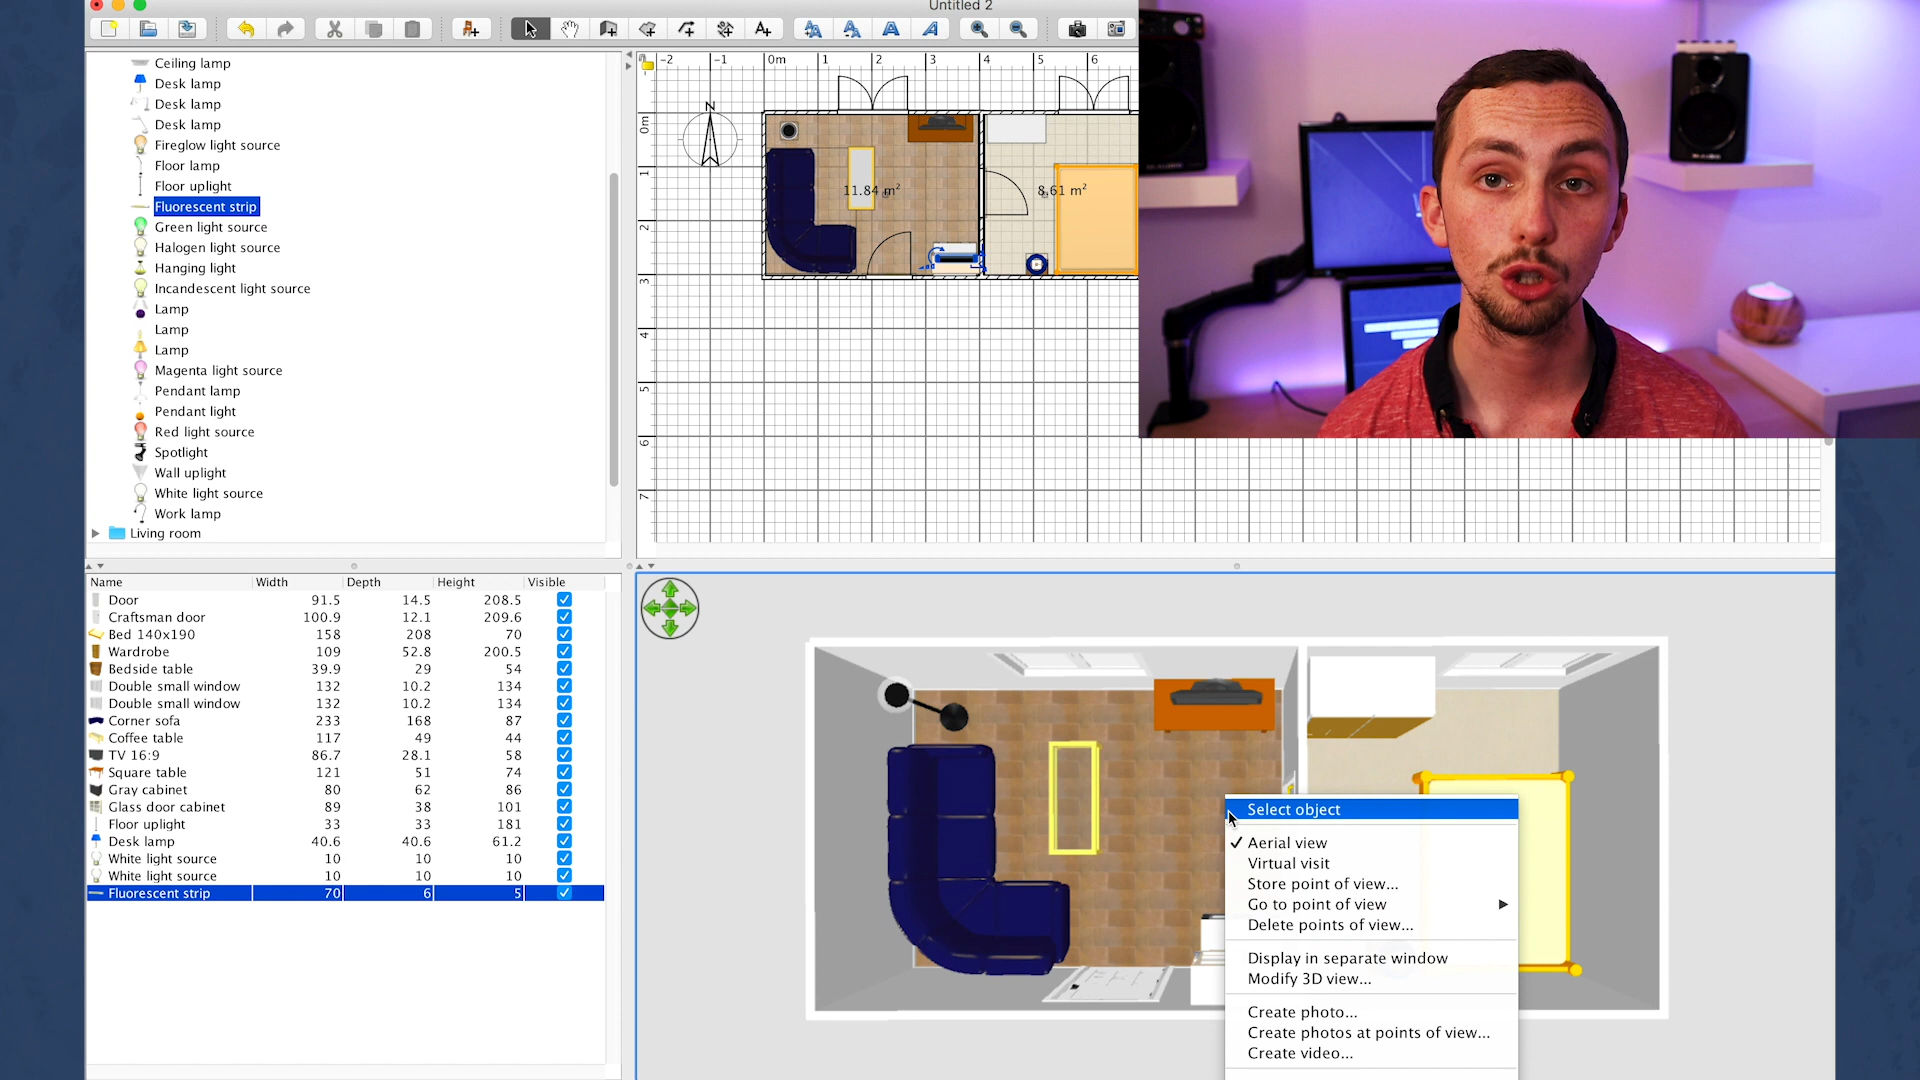 Untitled 2
Ceiling lamp
Desk lamp
Desk lamp
Desk lamp
Fireglow light source
Floor lamp
Floor uplight
Fluorescent strip
Green light source
Halogen light source
Hanging light
Incandescent light source
Lamp
Lamp
Lamp
Magenta light source
Pendant lamp
Pendant light
Red light source
Spotlight
Wall uplight
White light source
Work lamp
Living room
-2 -1 0m 1 2 3 4 5 6
N
0m
1
2
3
4
5
6
7
11.84 m²
8.61 m²
Name Width Depth Height Visible
Door 91.5 14.5 208.5
Craftsman door 100.9 12.1 209.6
Bed 140x190 158 208 70
Wardrobe 109 52.8 200.5
Bedside table 39.9 29 54
Double small window 132 10.2 134
Double small window 132 10.2 134
Corner sofa 233 168 87
Coffee table 117 49 44
TV 16:9 86.7 28.1 58
Square table 121 51 74
Gray cabinet 80 62 86
Glass door cabinet 89 38 101
Floor uplight 33 33 181
Desk lamp 40.6 40.6 61.2
White light source 10 10 10
White light source 10 10 10
Fluorescent strip 70 6 5
Select object
Aerial view
Virtual visit
Store point of view...
Go to point of view
Delete points of view...
Display in separate window
Modify 3D view...
Create photo...
Create photos at points of view...
Create video...